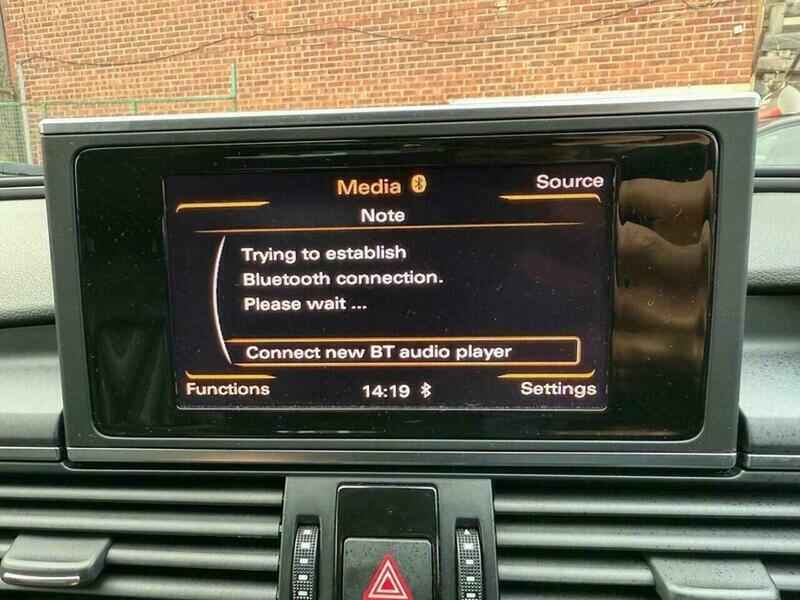 Media
Source
Note
Trying to establish
Bluetooth connection.
Please wait ...
Connect new BT audio player
Functions
14:19
Settings